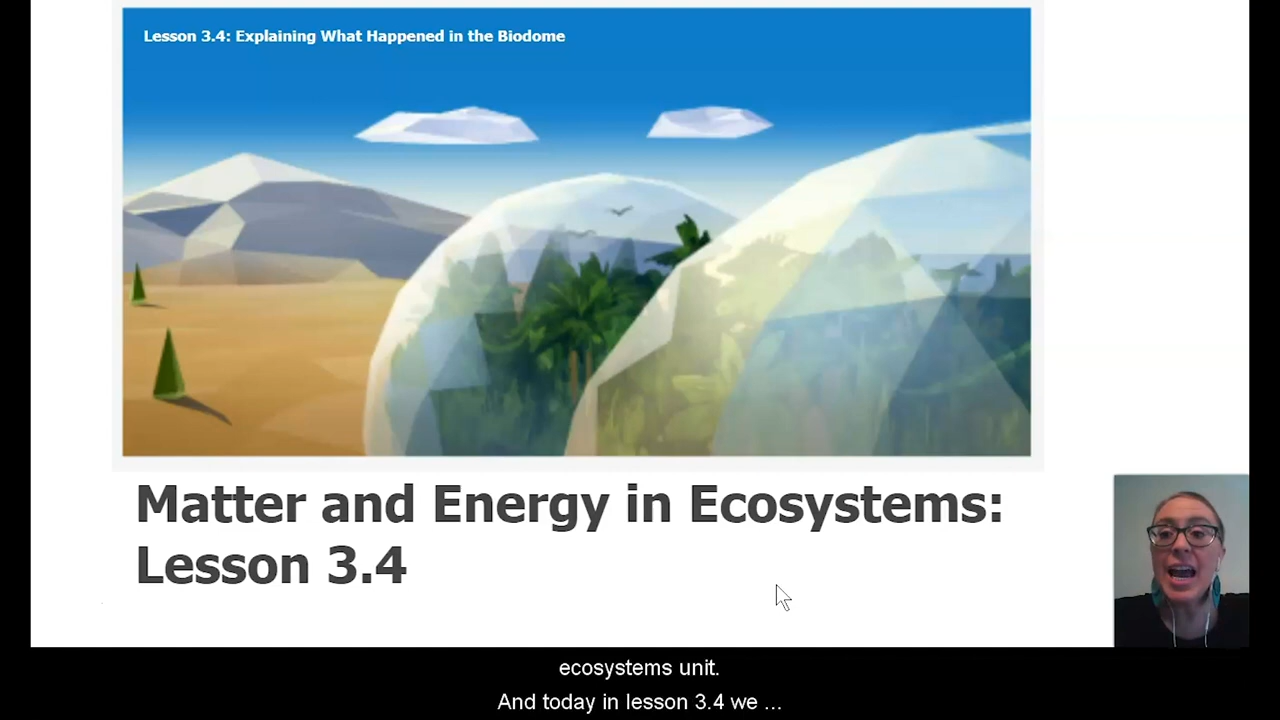 Lesson 3.4: Explaining What Happened in the Biodome
Matter and Energy in Ecosystems:
Lesson 3.4
ecosystems unit.
And today in lesson 3.4 we ...